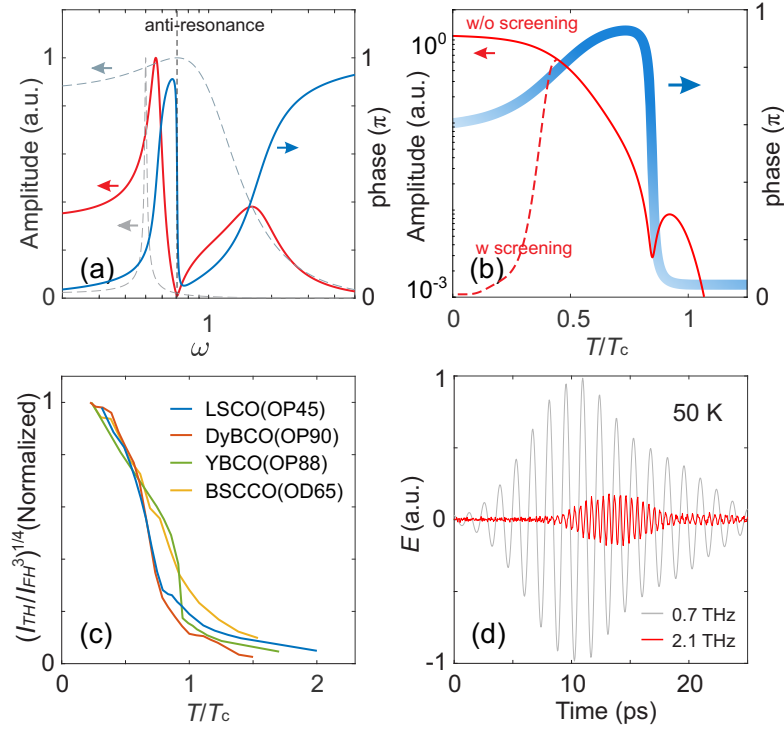 anti-resonance
1
1
Amplitude (a.u.)
phase (π)
(a)
0
0
1
ω
w/o screening
10^0
1
Amplitude (a.u.)
phase (π)
w screening
(b)
10^-3
0
0
0.5
1
T/Tc
1
LSCO(OP45)
DyBCO(OP90)
YBCO(OP88)
BSCCO(OD65)
(I_TH/I_FH^3)^1/4(Normalized)
(c)
0
0
1
2
T/Tc
1
50 K
E (a.u.)
0
(d)
0.7 THz
2.1 THz
-1
0
10
20
Time (ps)